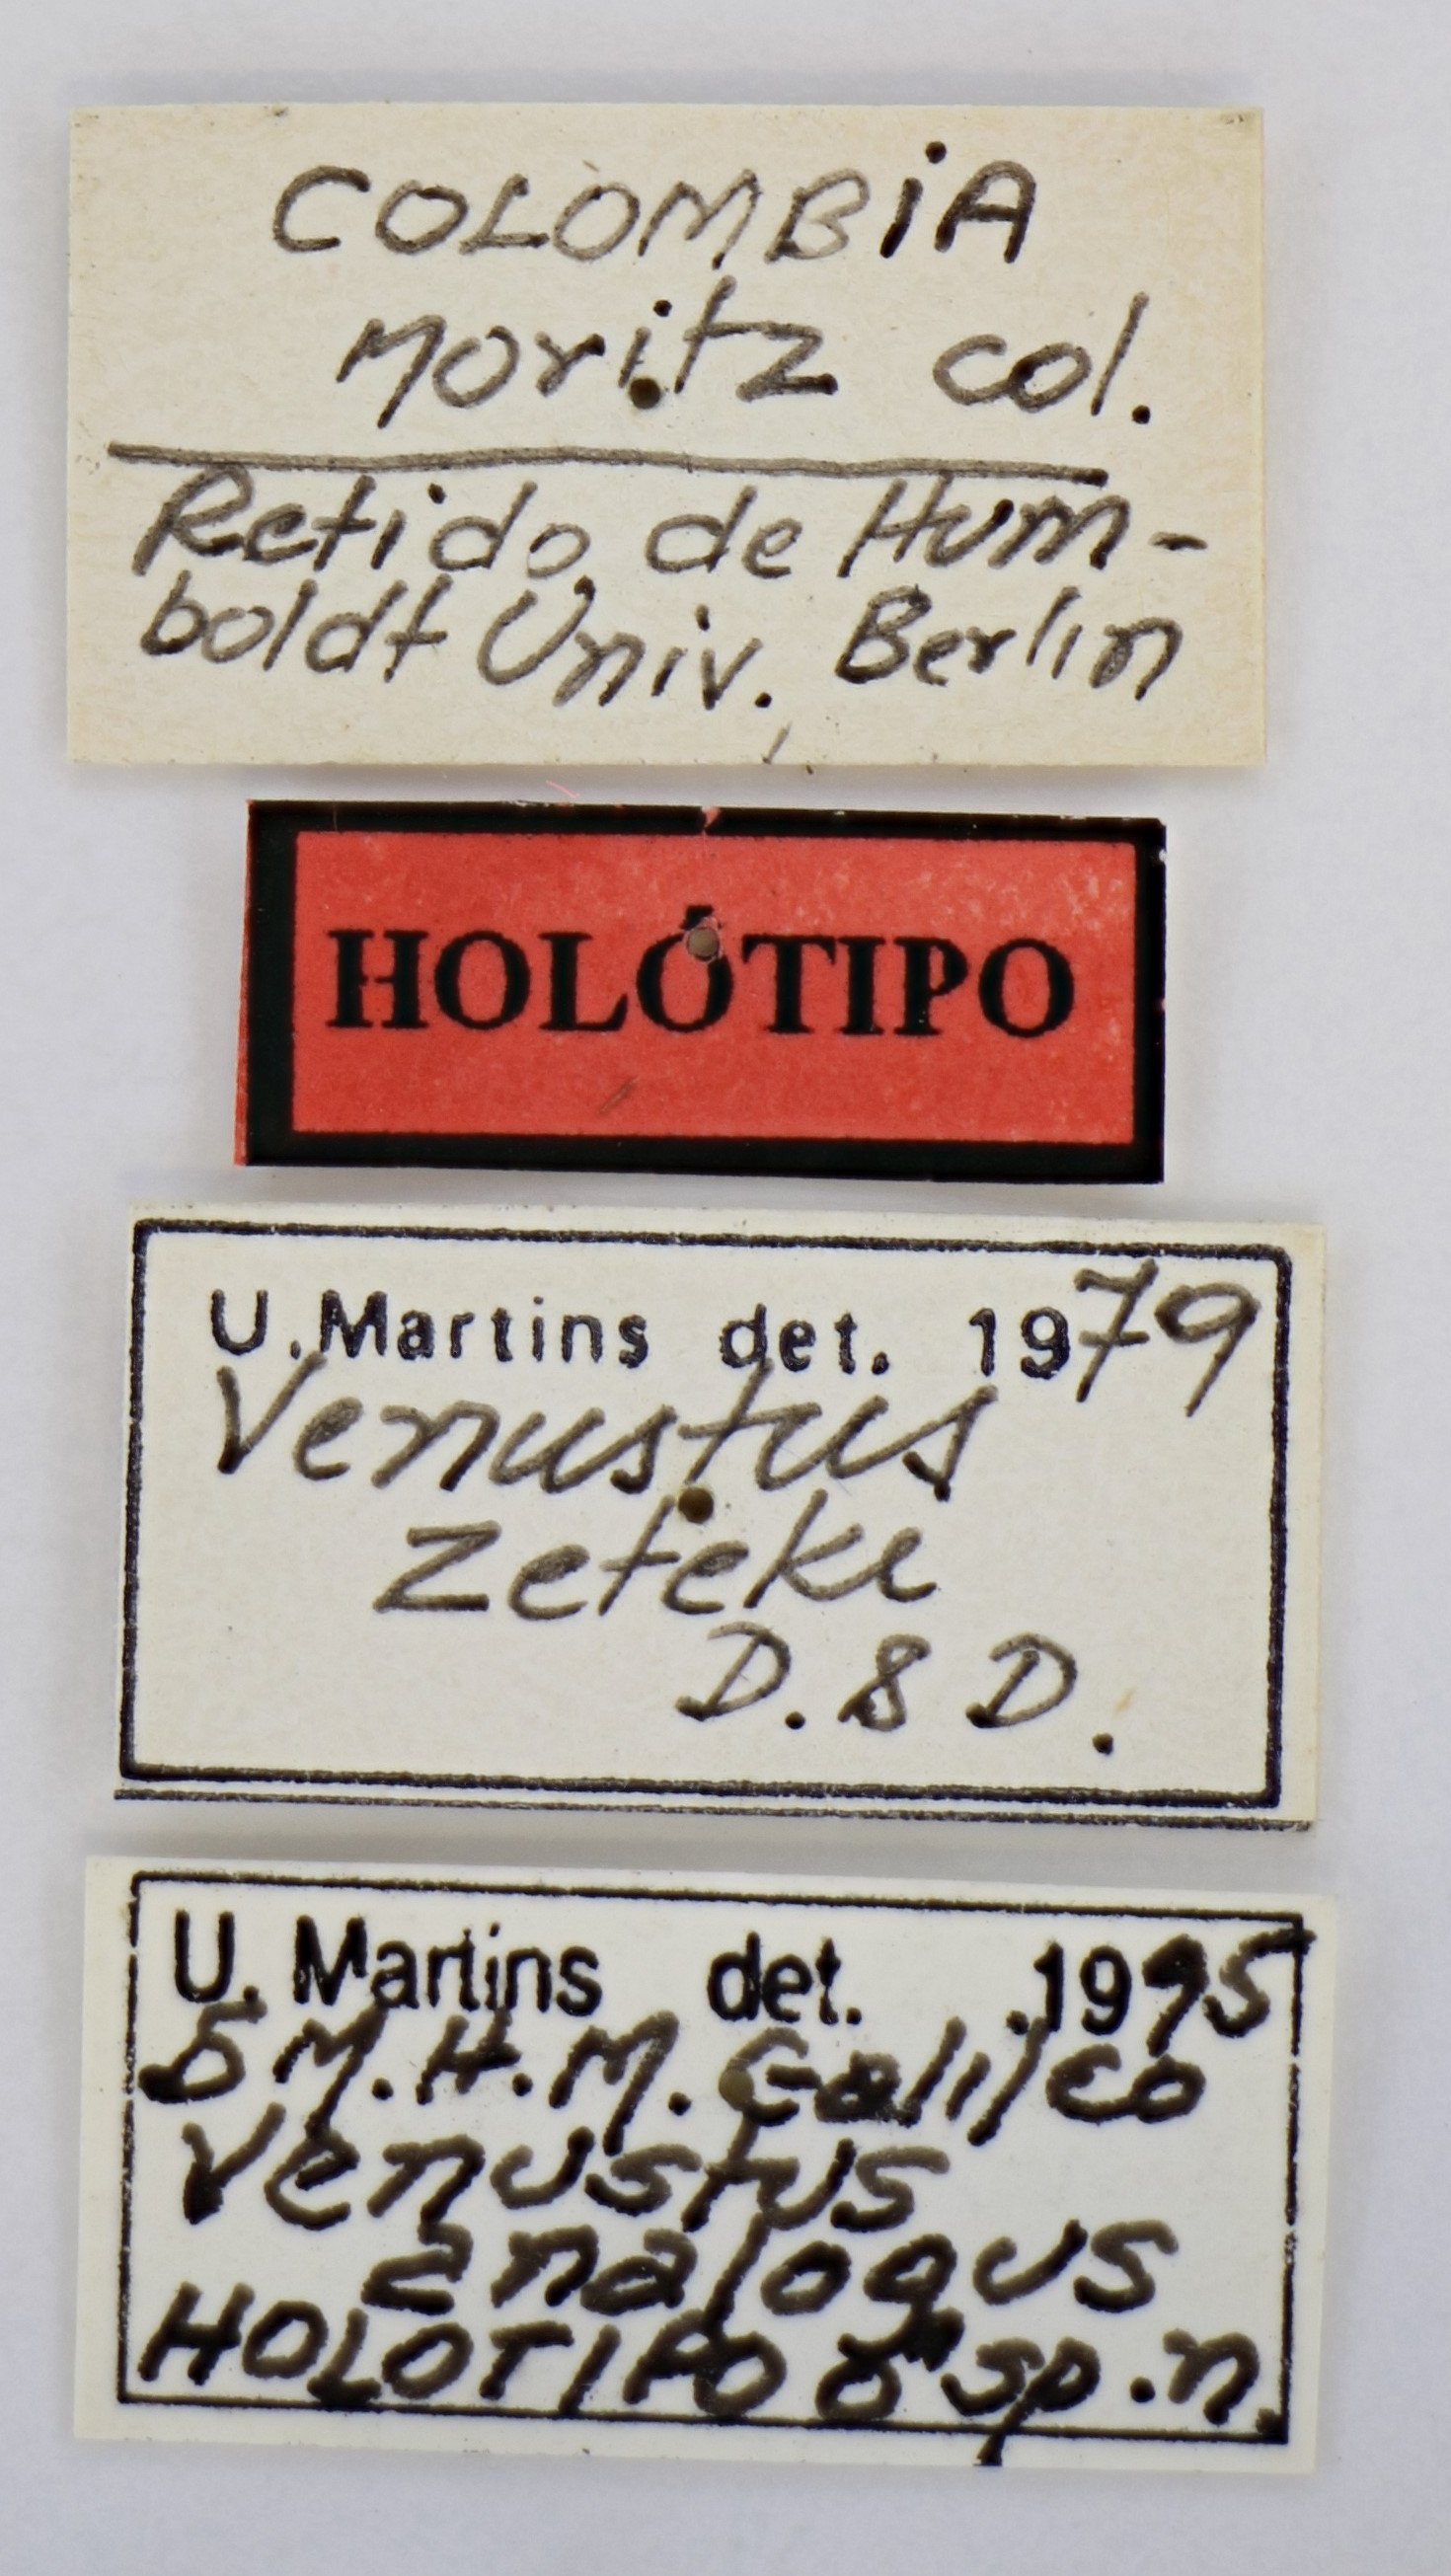 COLOMBIA
Moritz col.
Retido de Hum-
boldt Univ. Berlin
HOLÓTIPO
U.Martins det. 1979
Venustus
zeteki
D. & D.
U. Martins det. 1995
& M.H.M. Galileo
Venustus
analogus
HOLOTIPO ♂ sp.n.